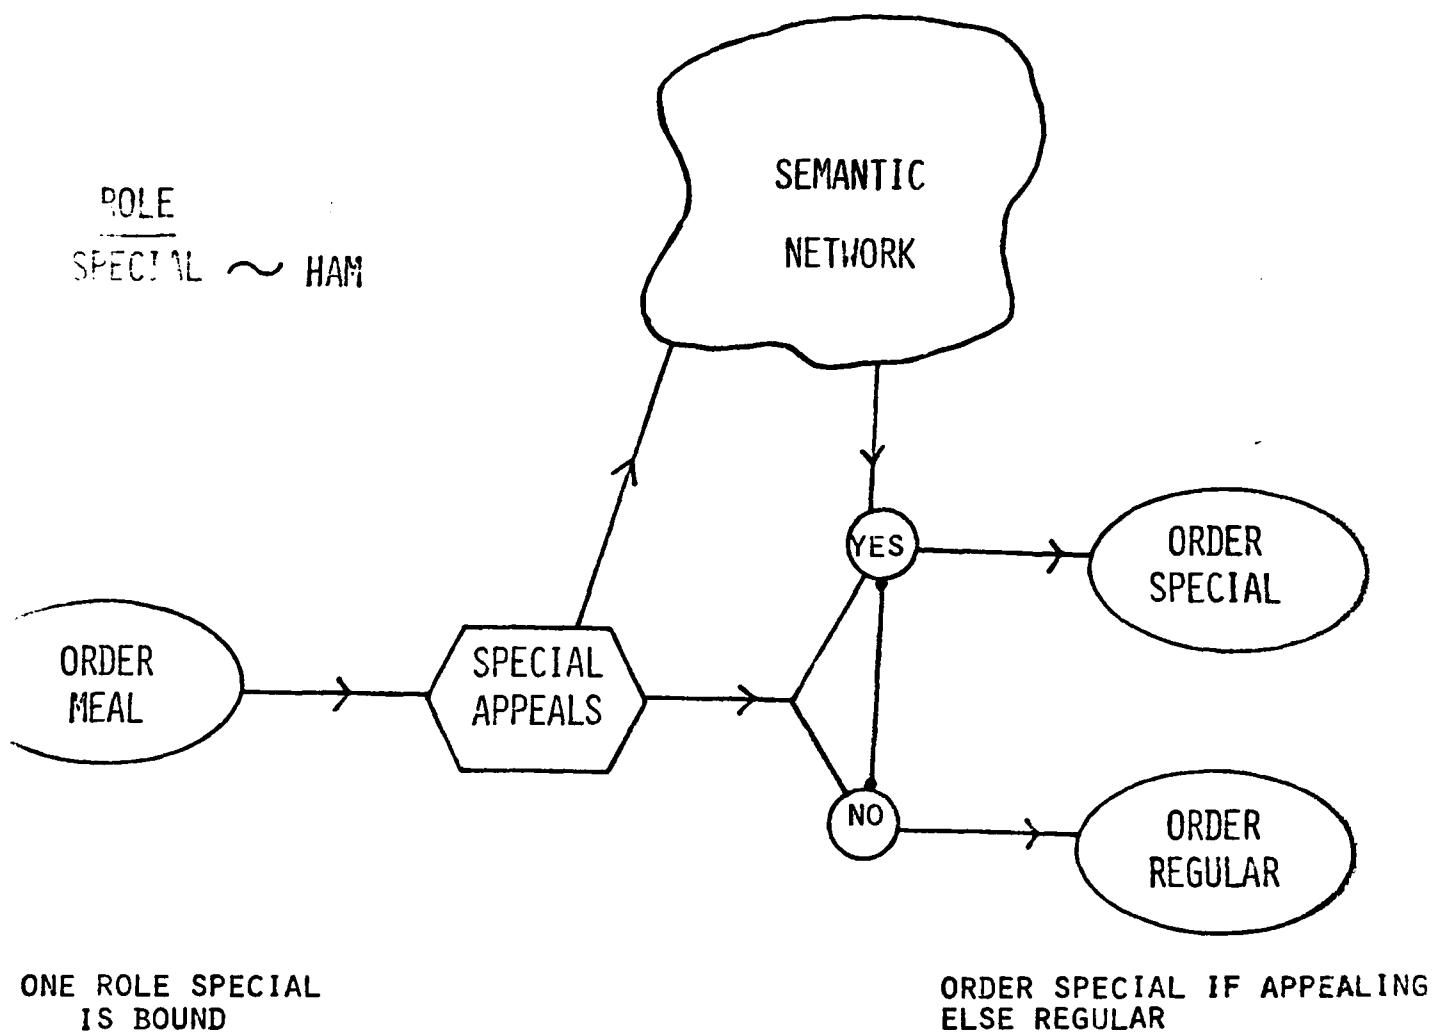 ROLE
SPECIAL ~ HAM
SEMANTIC
NETWORK
YES
ORDER
SPECIAL
ORDER
MEAL
SPECIAL
APPEALS
NO
ORDER
REGULAR
ONE ROLE SPECIAL
IS BOUND
ORDER SPECIAL IF APPEALING
ELSE REGULAR